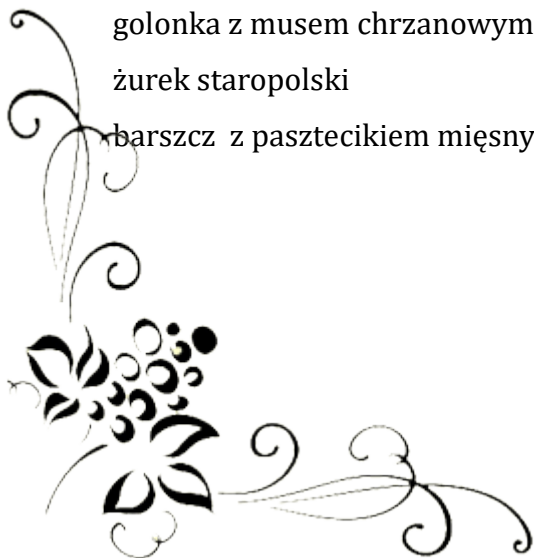 golonka z musem chrzanowym
żurek staropolski
barszcz z pasztecikiem mięsny